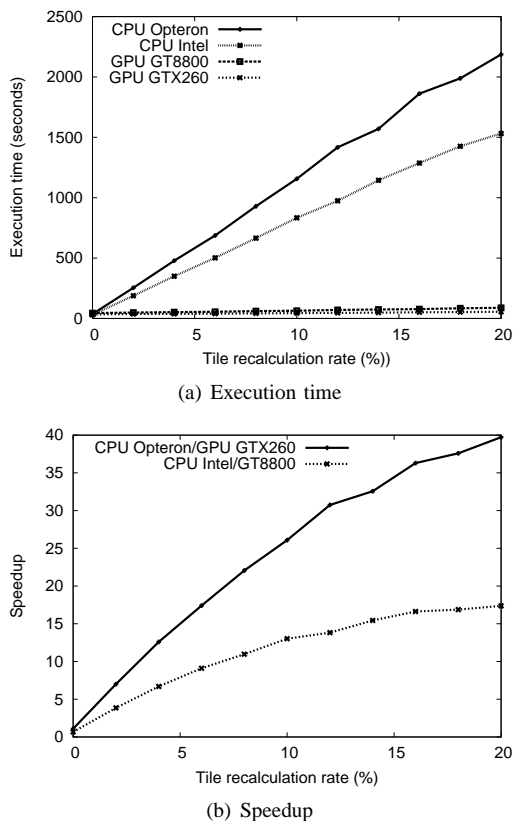 2500
2000
1500
1000
500
0
Execution time (seconds)
CPU Opteron
CPU Intel
GPU GT8800
GPU GTX260
0 5 10 15 20
Tile recalculation rate (%))
(a) Execution time
40
35
30
25
20
15
10
5
0
Speedup
CPU Opteron/GPU GTX260
CPU Intel/GT8800
0 5 10 15 20
Tile recalculation rate (%)
(b) Speedup